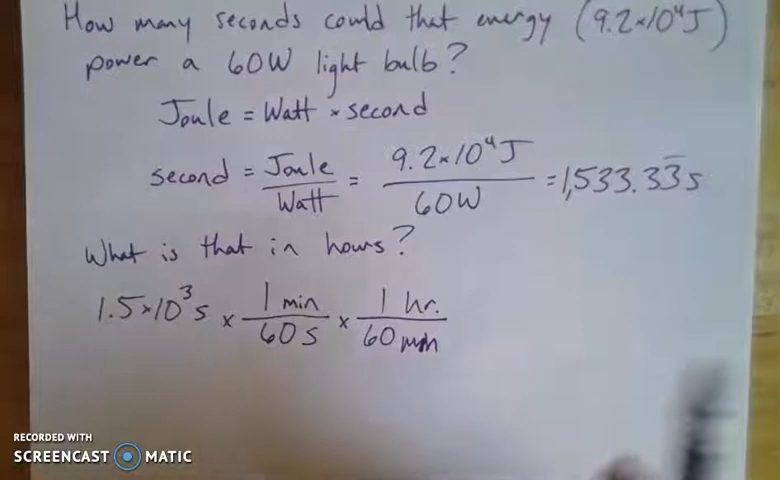 How many seconds could that energy (9.2×10⁴J)
power a 60W light bulb?
Joule = Watt × second
second = Joule/Watt = 9.2×10⁴J/60W = 1,533.33̅s
What is that in hours?
1.5×10³s × 1 min/60s × 1 hr./60 min
RECORDED WITH
SCREENCAST MATIC